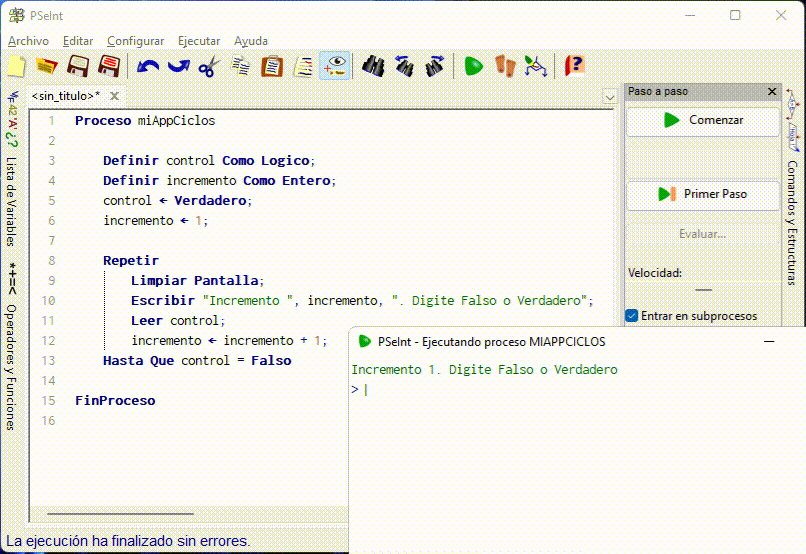 PSeInt
Archivo Editar Configurar Ejecutar Ayuda
<sin_titulo>* X
1 Proceso miAppCiclos
2
3 Definir control Como Logico;
4 Definir incremento Como Entero;
5 control ← Verdadero;
6 incremento ← 1;
7
8 Repetir
9 Limpiar Pantalla;
10 Escribir "Incremento ", incremento, ". Digite Falso o Verdadero";
11 Leer control;
12 incremento ← incremento + 1;
13 Hasta Que control = Falso
14
15 FinProceso
16
Lista de Variables
*+=< Operadores y Funciones
Paso a paso
Comenzar
Primer Paso
Evaluar...
Velocidad:
Entrar en subprocesos
Comandos y Estructuras
PSeInt - Ejecutando proceso MIAPPCICLOS
Incremento 1. Digite Falso o Verdadero
> |
La ejecución ha finalizado sin errores.